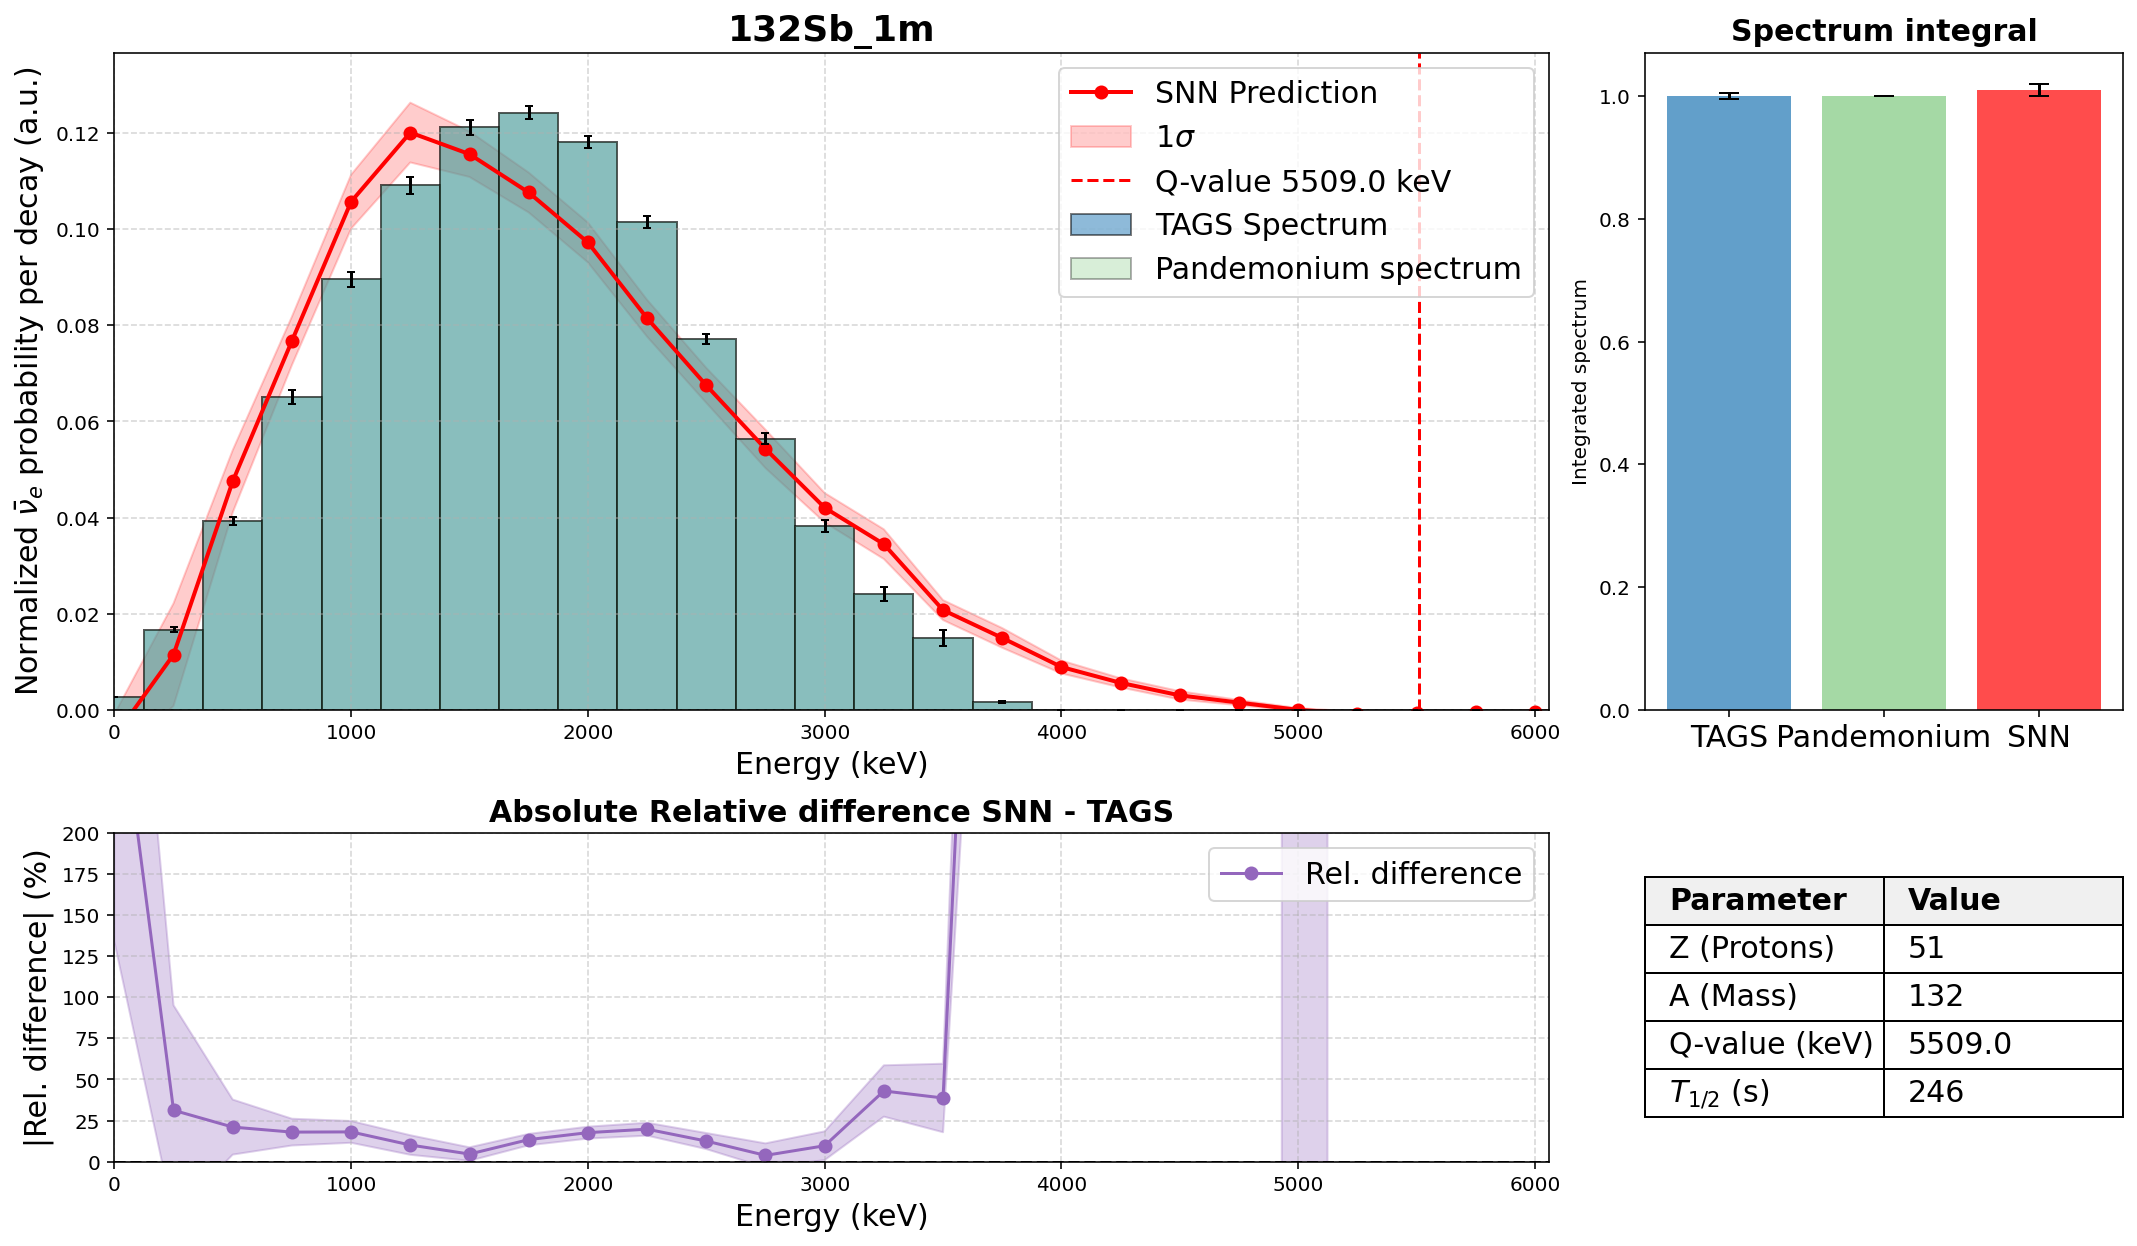 132Sb_1m
Normalized ν̄ₑ probability per decay (a.u.)
0.12
0.10
0.08
0.06
0.04
0.02
0.00
SNN Prediction
1σ
Q-value 5509.0 keV
TAGS Spectrum
Pandemonium spectrum
0 1000 2000 3000 4000 5000 6000
Energy (keV)
Spectrum integral
Integrated spectrum
1.0
0.8
0.6
0.4
0.2
0.0
TAGS Pandemonium SNN
Absolute Relative difference SNN - TAGS
|Rel. difference| (%)
200
175
150
125
100
75
50
25
0
Rel. difference
0 1000 2000 3000 4000 5000 6000
Energy (keV)
Parameter Value
Z (Protons) 51
A (Mass) 132
Q-value (keV) 5509.0
T₁/₂ (s) 246